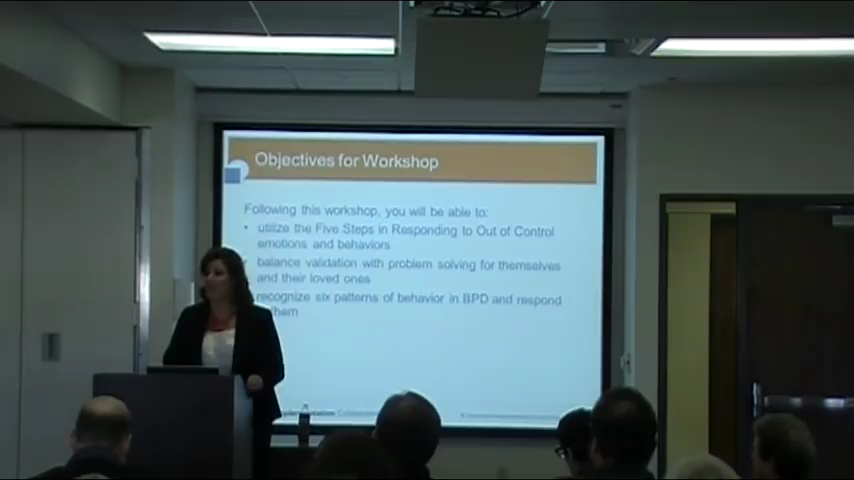 Objectives for Workshop
Following this workshop, you will be able to:
• utilize the Five Steps in Responding to Out of Control
emotions and behaviors
balance validation with problem solving for themselves
and their loved ones
recognize six patterns of behavior in BPD and respond
them